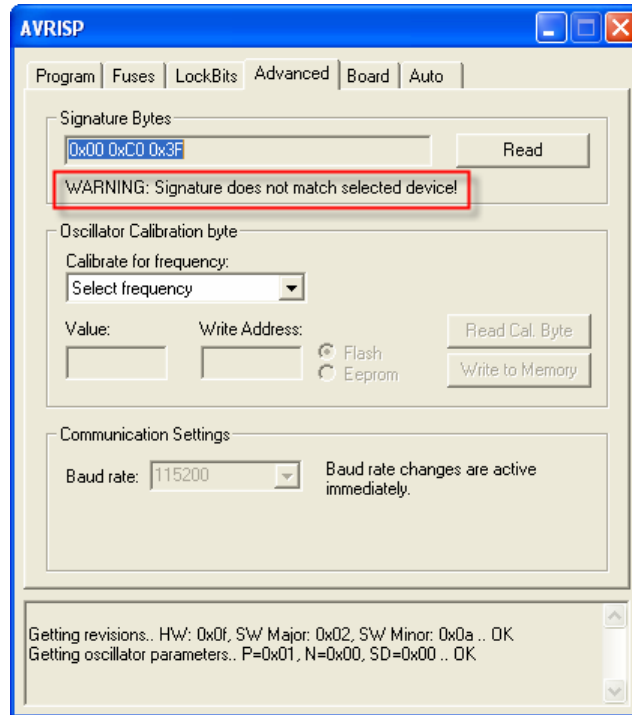 AVRISP
Program Fuses LockBits Advanced Board Auto
Signature Bytes
0x00 0xC0 0x3F
Read
WARNING: Signature does not match selected device!
Oscillator Calibration byte
Calibrate for frequency:
Select frequency
Value: Write Address:
Flash
Eeprom
Read Cal. Byte
Write to Memory
Communication Settings
Baud rate: 115200
Baud rate changes are active
immediately.
Getting revisions.. HW: 0x0f, SW Major: 0x02, SW Minor: 0x0a .. OK
Getting oscillator parameters.. P=0x01, N=0x00, SD=0x00 .. OK